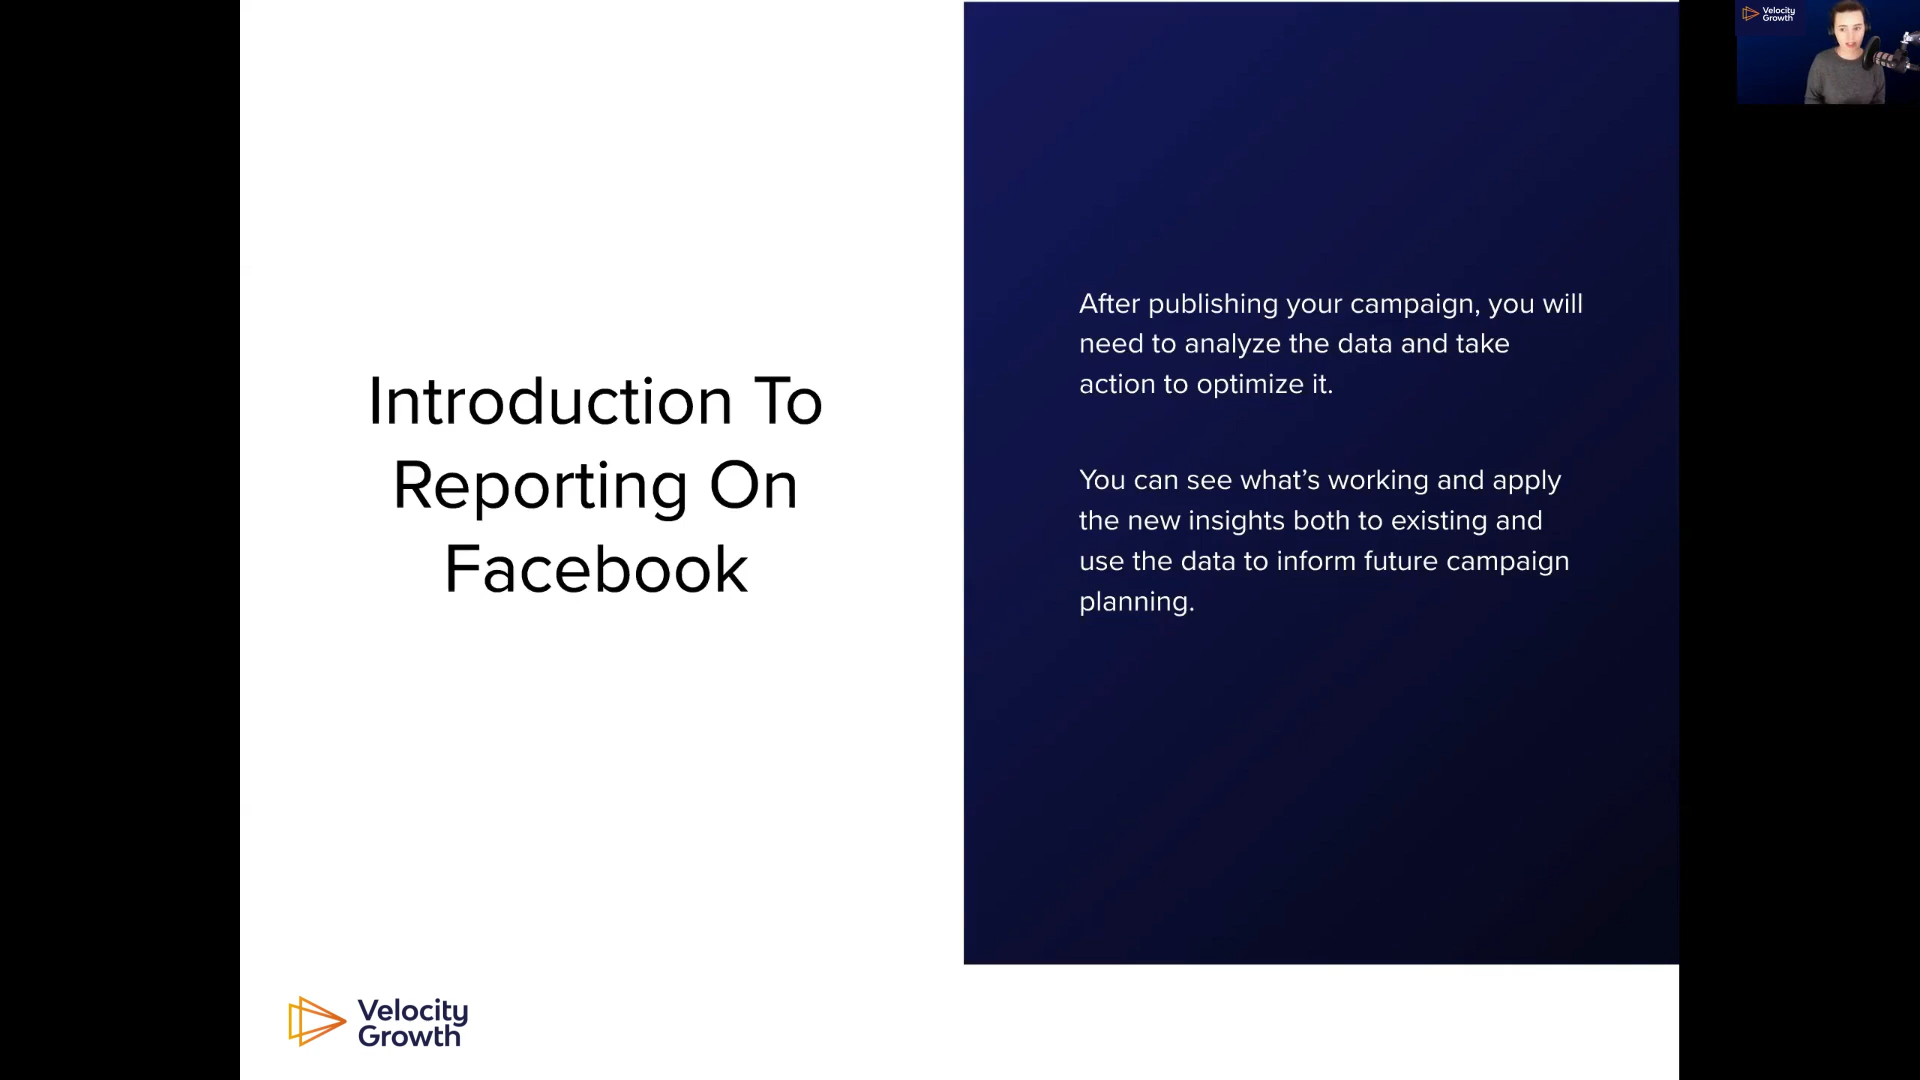 Introduction To
Reporting On
Facebook
After publishing your campaign, you will
need to analyze the data and take
action to optimize it.
You can see what’s working and apply
the new insights both to existing and
use the data to inform future campaign
planning.
Velocity
Growth
Velocity
Growth